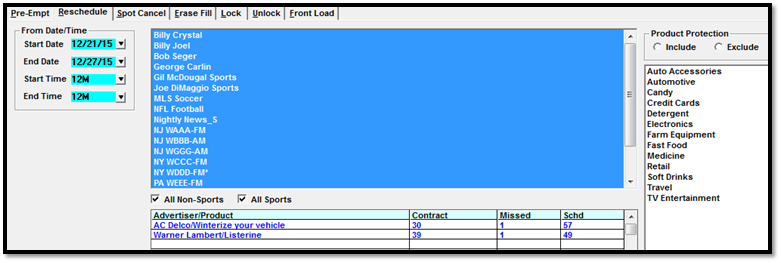 Pre-Empt Reschedule Spot Cancel Erase Fill Lock Unlock Front Load
From Date/Time
Start Date 12/21/15
End Date 12/27/15
Start Time 12M
End Time 12M
Billy Crystal
Billy Joel
Bob Seger
George Carlin
Gil McDougal Sports
Joe DiMaggio Sports
MLS Soccer
NFL Football
Nightly News_S
NJ WAAA-FM
NJ WBBB-AM
NJ WGGG-AM
NY WCCC-FM
NY WDDD-FM*
PA WEEE-FM
All Non-Sports All Sports
Advertiser/Product Contract Missed Schd
AC Delco/Winterize your vehicle 30 1 57
Warner Lambert/Listerine 39 1 49
Product Protection
Include Exclude
Auto Accessories
Automotive
Candy
Credit Cards
Detergent
Electronics
Farm Equipment
Fast Food
Medicine
Retail
Soft Drinks
Travel
TV Entertainment